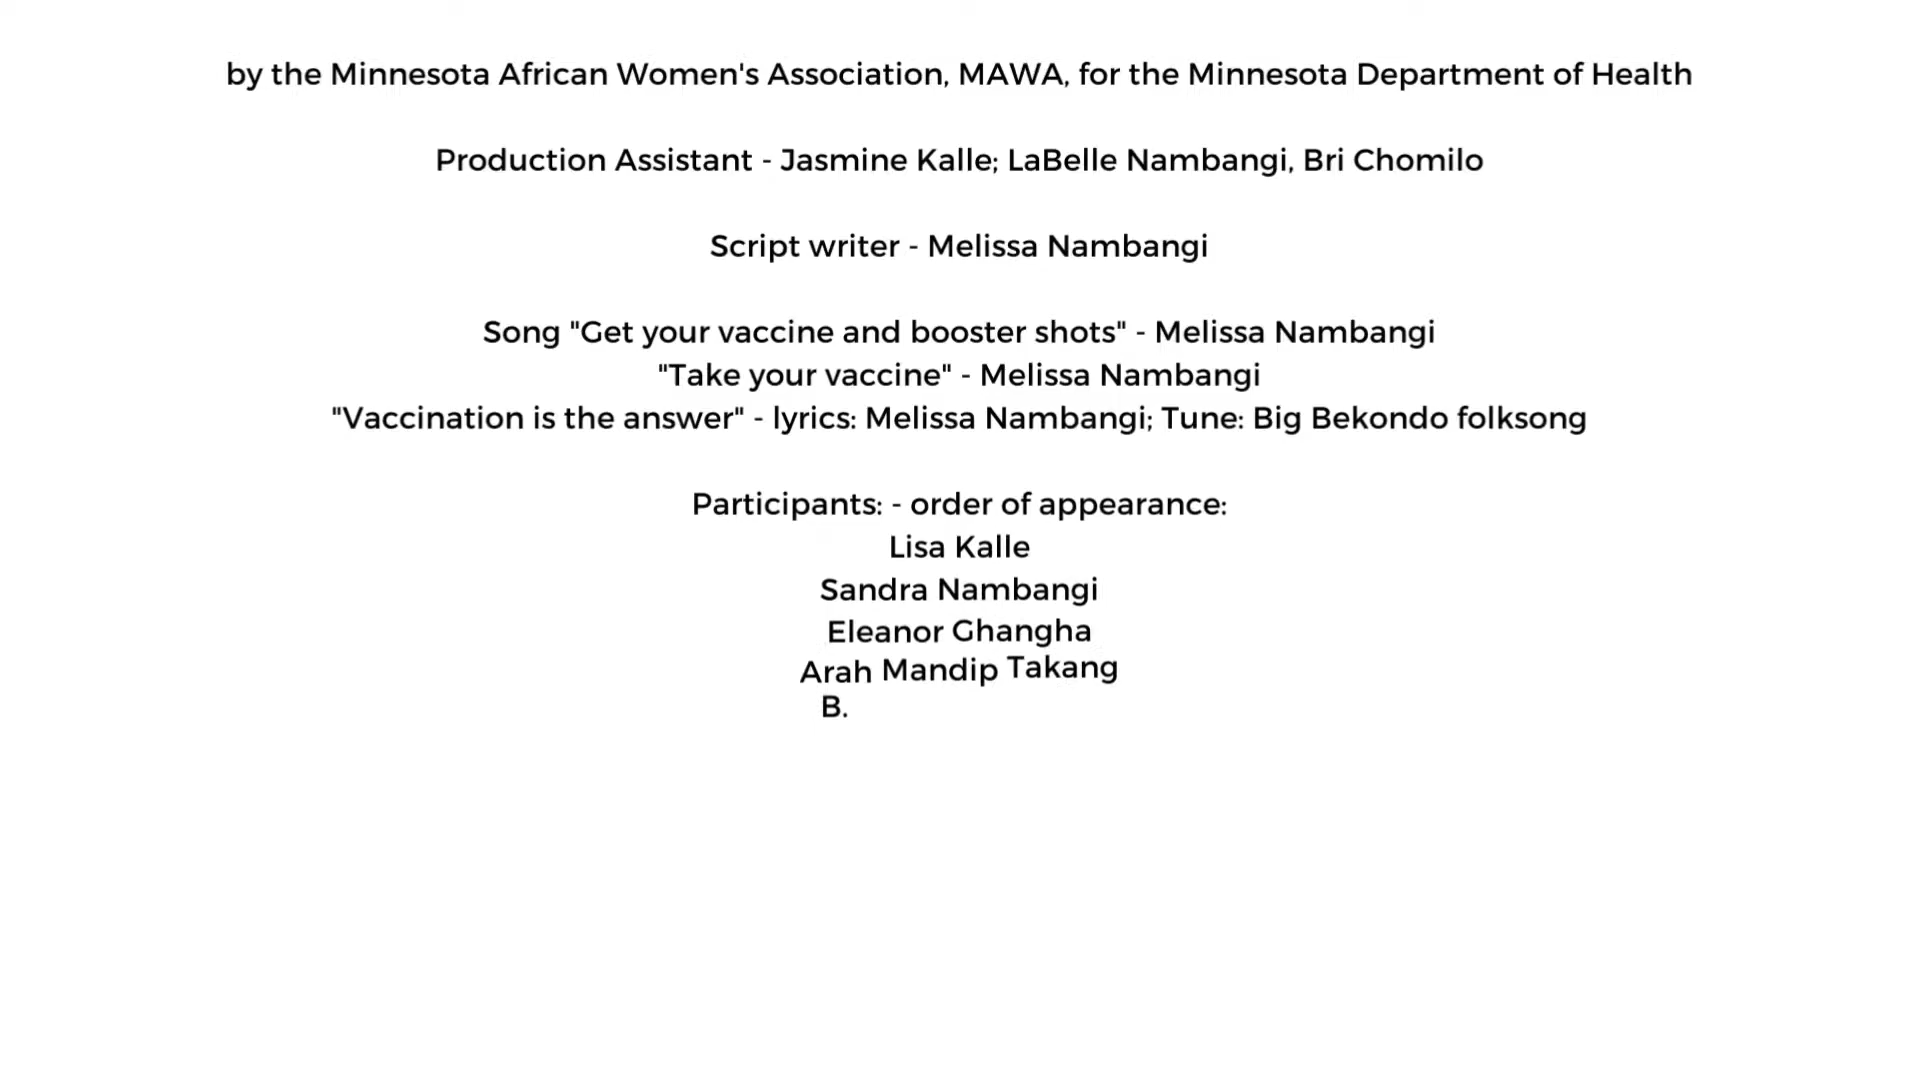 by the Minnesota African Women's Association, MAWA, for the Minnesota Department of Health
Production Assistant - Jasmine Kalle; LaBelle Nambangi, Bri Chomilo
Script writer - Melissa Nambangi
Song "Get your vaccine and booster shots" - Melissa Nambangi
"Take your vaccine" - Melissa Nambangi
"Vaccination is the answer" - lyrics: Melissa Nambangi; Tune: Big Bekondo folksong
Participants: - order of appearance:
Lisa Kalle
Sandra Nambangi
Eleanor Ghangha
Arah Mandip Takang
B.